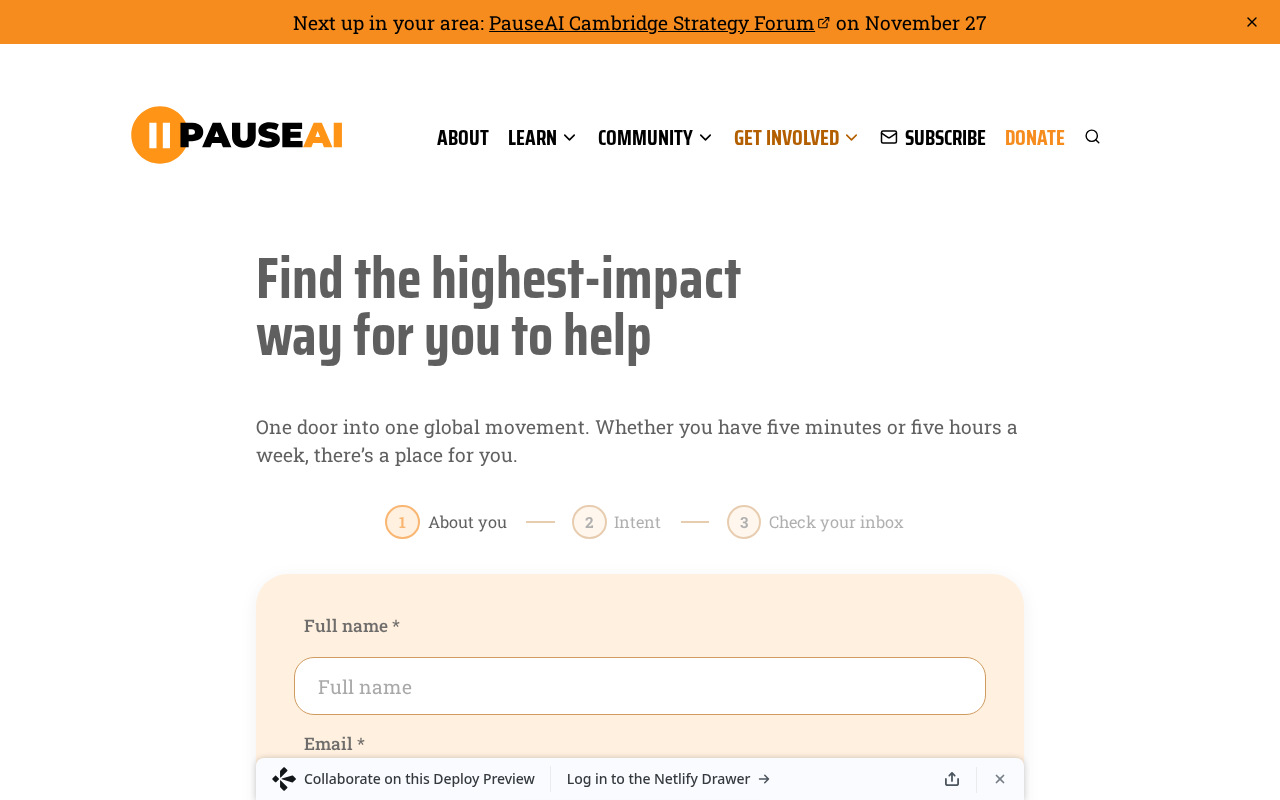 Next up in your area: PauseAI Cambridge Strategy Forum on November 27
PAUSEAI
ABOUT LEARN COMMUNITY GET INVOLVED SUBSCRIBE DONATE
Find the highest-impact
way for you to help
One door into one global movement. Whether you have five minutes or five hours a
week, there’s a place for you.
1 About you 2 Intent 3 Check your inbox
Full name *
Full name
Email *
Collaborate on this Deploy Preview Log in to the Netlify Drawer →